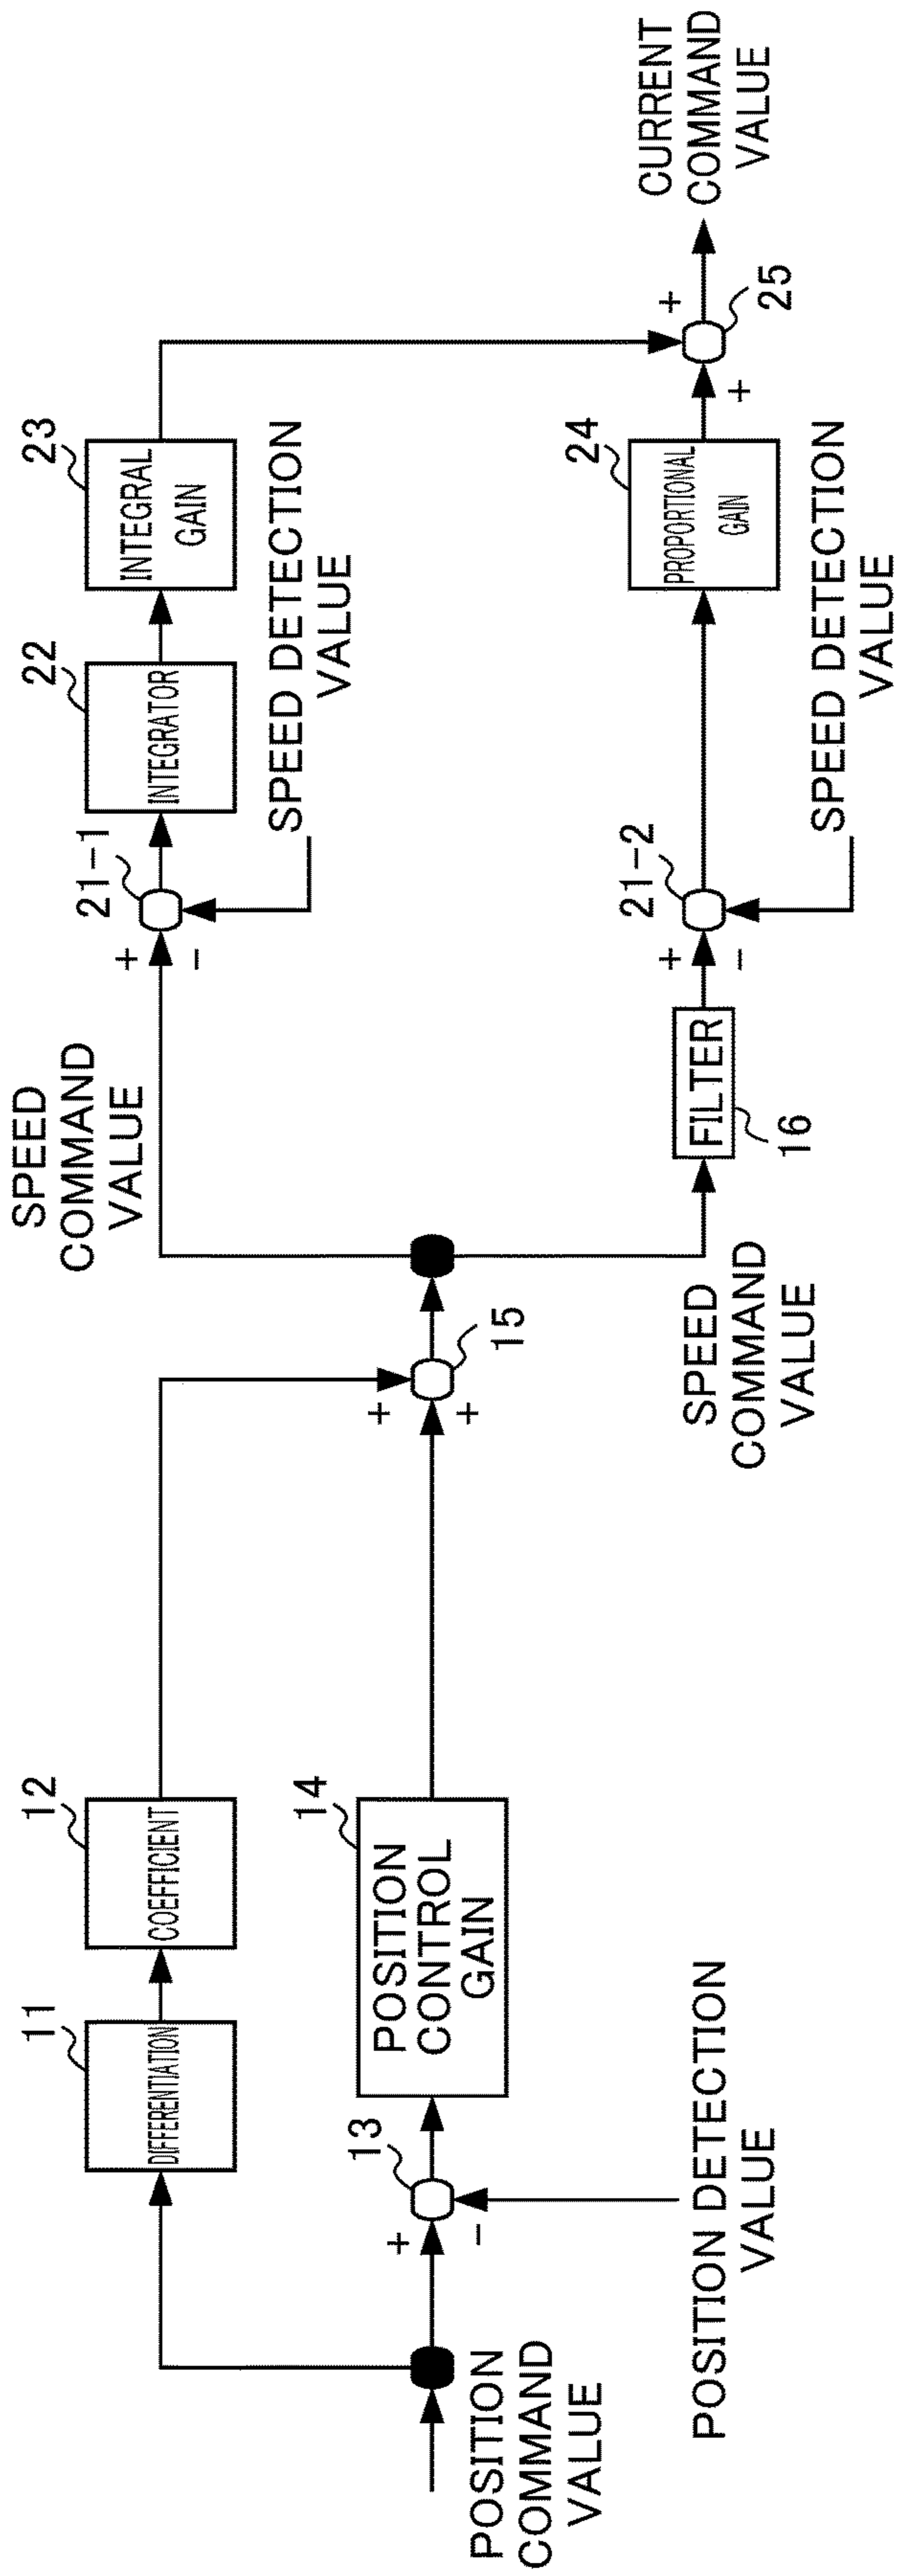 POSITION
COMMAND
VALUE
11
DIFFERENTIATION
12
COEFFICIENT
+
-
13
POSITION DETECTION
VALUE
14
POSITION
CONTROL
GAIN
+
+
15
SPEED
COMMAND
VALUE
SPEED
COMMAND
VALUE
16
FILTER
+
-
21-1
SPEED DETECTION
VALUE
22
INTEGRATOR
23
INTEGRAL
GAIN
+
-
21-2
SPEED DETECTION
VALUE
24
PROPORTIONAL
GAIN
+
+
25
CURRENT
COMMAND
VALUE